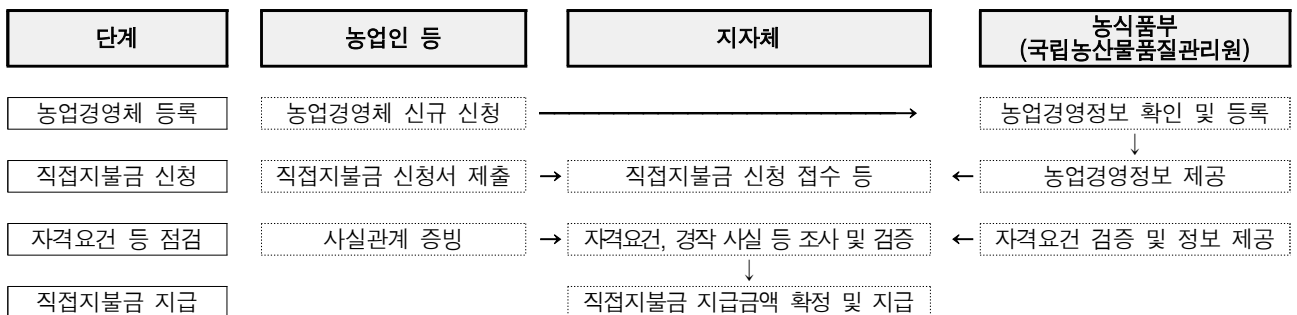 단계
농업인 등
지자체
농식품부
(국립농산물품질관리원)
농업경영체 등록
농업경영체 신규 신청
→
농업경영정보 확인 및 등록
↓
직접지불금 신청
직접지불금 신청서 제출
→
직접지불금 신청 접수 등
←
농업경영정보 제공
자격요건 등 점검
사실관계 증빙
→
자격요건, 경작 사실 등 조사 및 검증
←
자격요건 검증 및 정보 제공
↓
직접지불금 지급
직접지불금 지급금액 확정 및 지급